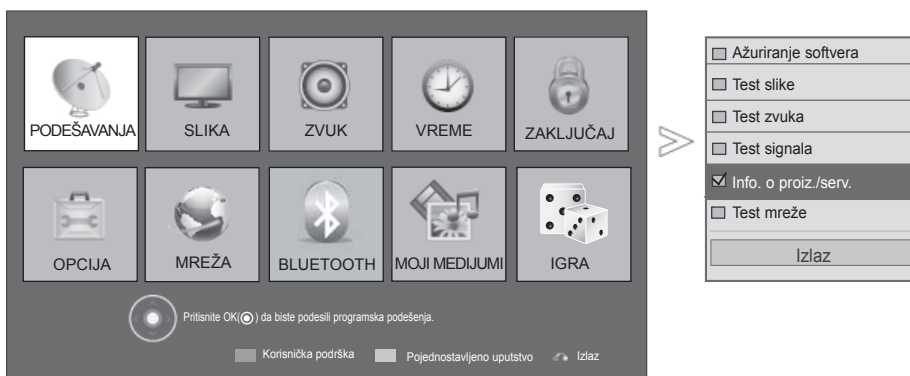 PODEŠAVANJA
SLIKA
ZVUK
VREME
ZAKLJUČAJ
OPCIJA
MREŽA
BLUETOOTH
MOJI MEDIJUMI
IGRA
Pritisnite OK(◉) da biste podesili programska podešenja.
Korisnička podrška
Pojednostavljeno uputstvo
Izlaz
Ažuriranje softvera
Test slike
Test zvuka
Test signala
Info. o proiz./serv.
Test mreže
Izlaz